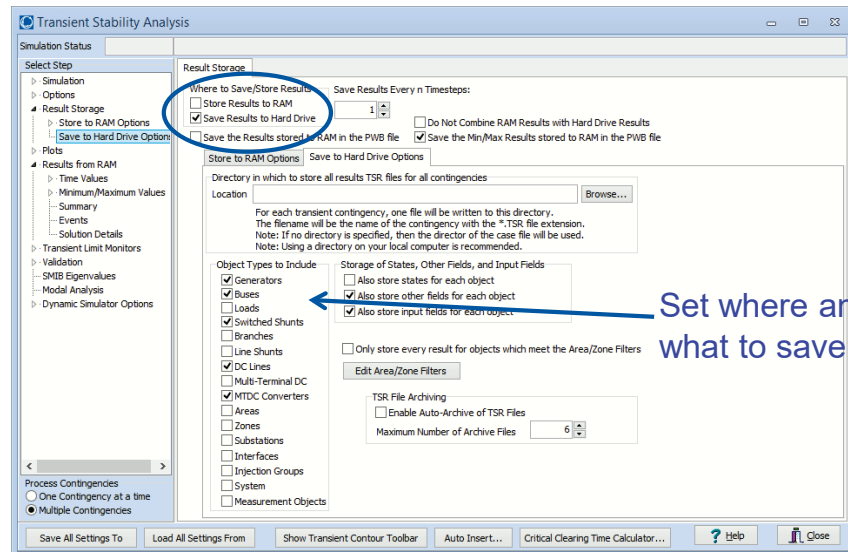 Transient Stability Analysis
Simulation Status
Select Step
Simulation
Options
Result Storage
Store to RAM Options
Save to Hard Drive Option
Plots
Results from RAM
Time Values
Minimum/Maximum Values
Summary
Events
Solution Details
Transient Limit Monitors
Validation
SMIB Eigenvalues
Modal Analysis
Dynamic Simulator Options
Process Contingencies
One Contingency at a time
Multiple Contingencies
Result Storage
Where to Save/Store Results
Save Results Every n Timesteps:
Store Results to RAM
1
Save Results to Hard Drive
Do Not Combine RAM Results with Hard Drive Results
Save the Results stored to RAM in the PWB file
Save the Min/Max Results stored to RAM in the PWB file
Store to RAM Options
Save to Hard Drive Options
Directory in which to store all results TSR files for all contingencies
Location
Browse...
For each transient contingency, one file will be written to this directory.
The filename will be the name of the contingency with the *.TSR file extension.
Note: If no directory is specified, then the director of the case file will be used.
Note: Using a directory on your local computer is recommended.
Object Types to Include
Generators
Buses
Loads
Switched Shunts
Branches
Line Shunts
DC Lines
Multi-Terminal DC
MTDC Converters
Areas
Zones
Substations
Interfaces
Injection Groups
System
Measurement Objects
Storage of States, Other Fields, and Input Fields
Also store states for each object
Also store other fields for each object
Also store input fields for each object
Only store every result for objects which meet the Area/Zone Filters
Edit Area/Zone Filters
TSR File Archiving
Enable Auto-Archive of TSR Files
Maximum Number of Archive Files
6
Set where ar
what to save
Save All Settings To
Load All Settings From
Show Transient Contour Toolbar
Auto Insert...
Critical Clearing Time Calculator...
? Help
Close